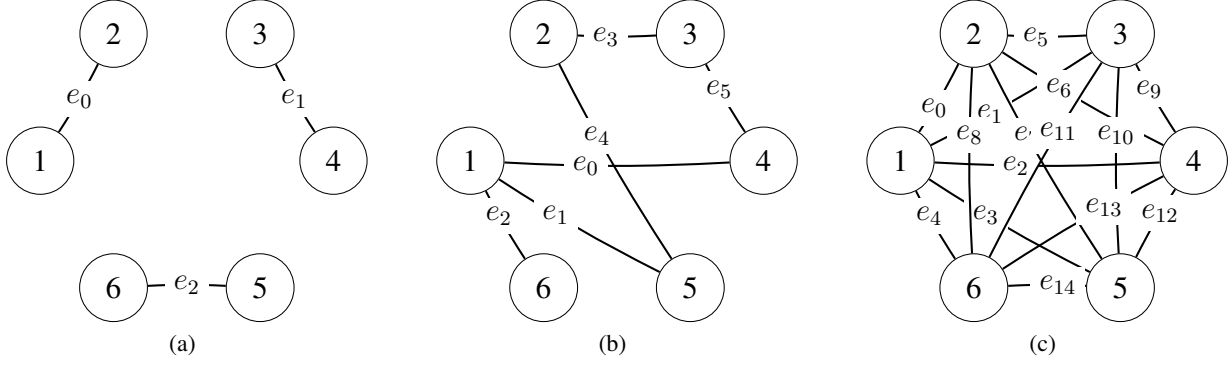 2 3 2 e₃ 3 2 e₅ 3
e₀ e₁ e₅ e₀ e₁ e₆ e₉
e₄ e₈ e₁₁ e₁₀
1 4 1 e₀ 4 1 e₂ 4
e₂ e₁ e₄ e₃ e₁₃ e₁₂
6 e₂ 5 6 5 6 e₁₄ 5
(a) (b) (c)